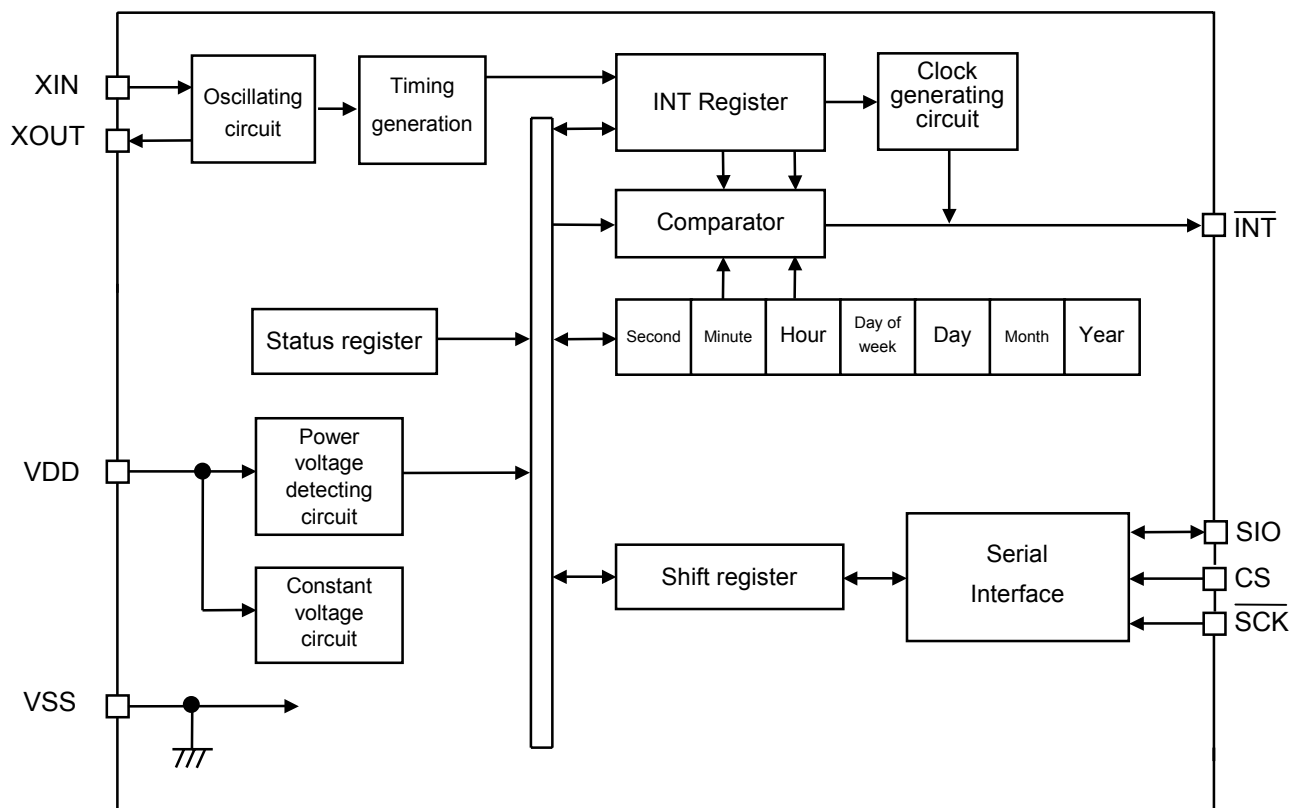 XIN
XOUT
Oscillating
circuit
Timing
generation
INT Register
Clock
generating
circuit
Comparator
INT
Status register
Second
Minute
Hour
Day of
week
Day
Month
Year
VDD
Power
voltage
detecting
circuit
Constant
voltage
circuit
Shift register
Serial
Interface
SIO
CS
SCK
VSS